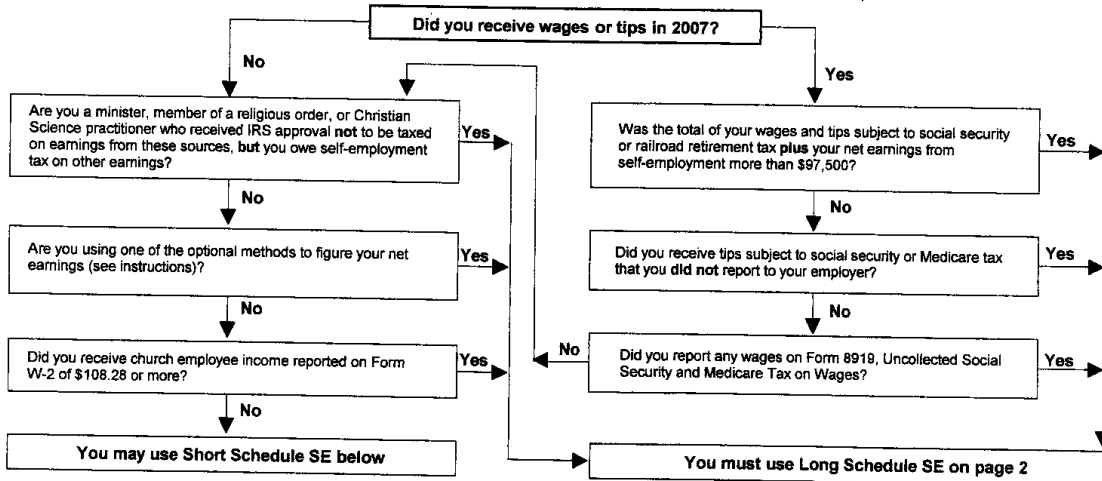 Did you receive wages or tips in 2007?
No
Yes
Are you a minister, member of a religious order, or Christian
Science practitioner who received IRS approval not to be taxed
on earnings from these sources, but you owe self-employment
tax on other earnings?
Yes
Was the total of your wages and tips subject to social security
or railroad retirement tax plus your net earnings from
self-employment more than $97,500?
Yes
No
No
Are you using one of the optional methods to figure your net
earnings (see instructions)?
Yes
Did you receive tips subject to social security or Medicare tax
that you did not report to your employer?
Yes
No
No
Did you receive church employee income reported on Form
W-2 of $108.28 or more?
Yes
No
Did you report any wages on Form 8919, Uncollected Social
Security and Medicare Tax on Wages?
Yes
No
You may use Short Schedule SE below
You must use Long Schedule SE on page 2